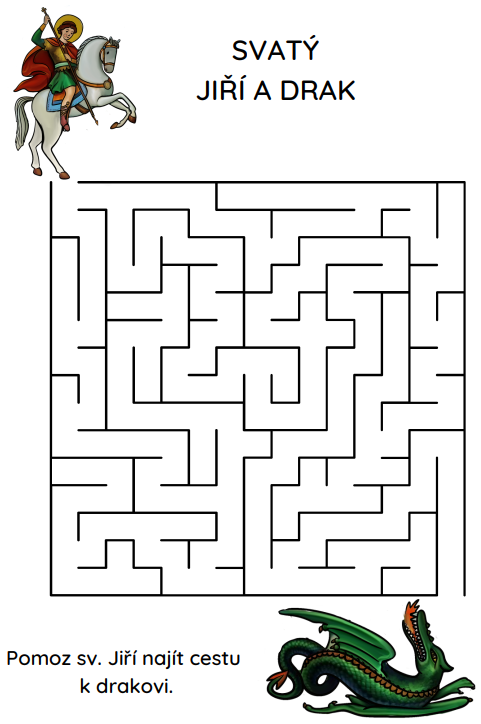 SVATÝ
JIŘÍ A DRAK
Pomoz sv. Jiří najít cestu
k drakovi.